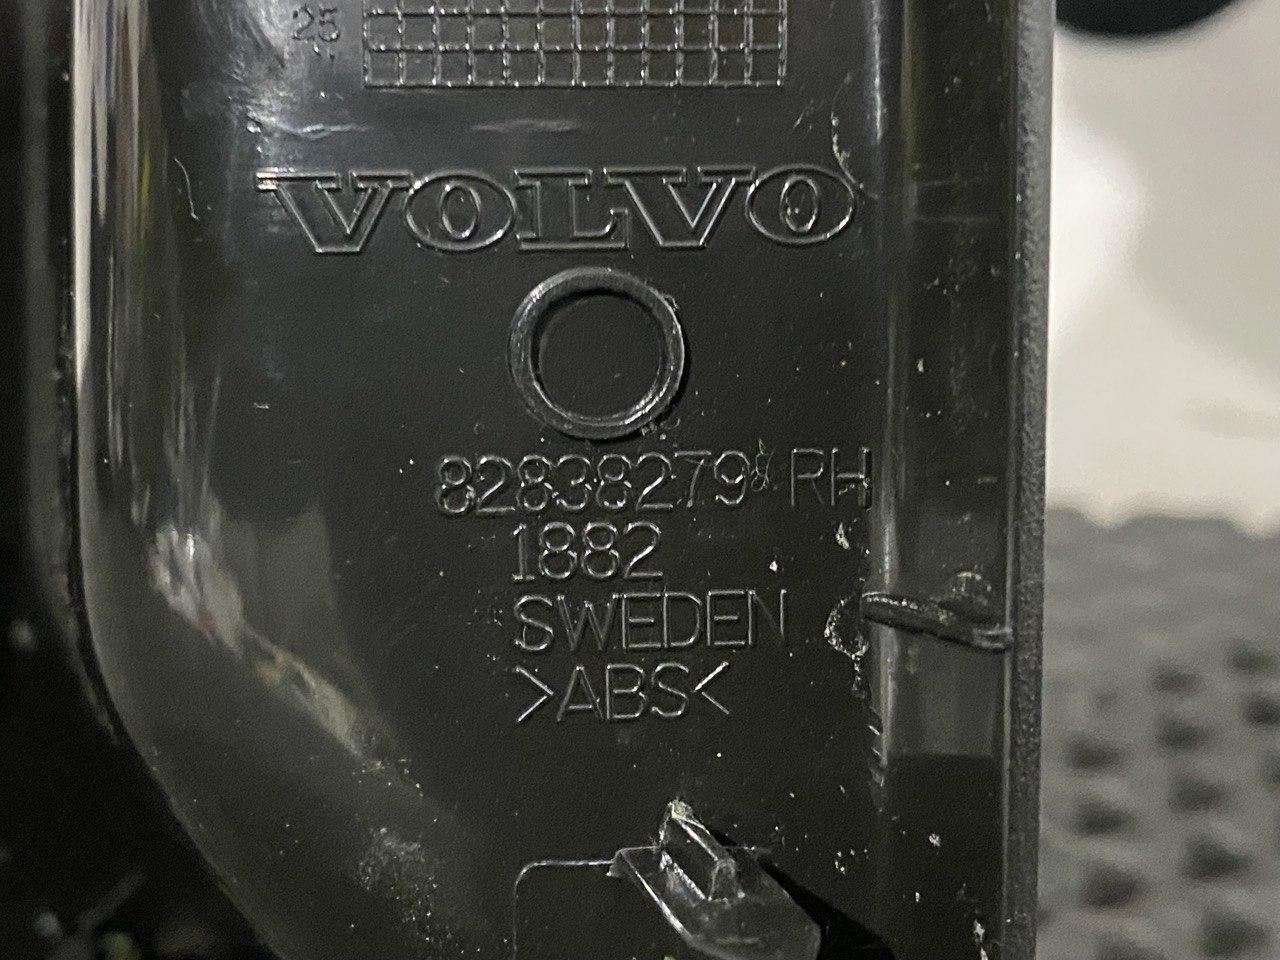 25
VOLVO
82838279 RH
1882
SWEDEN
>ABS<